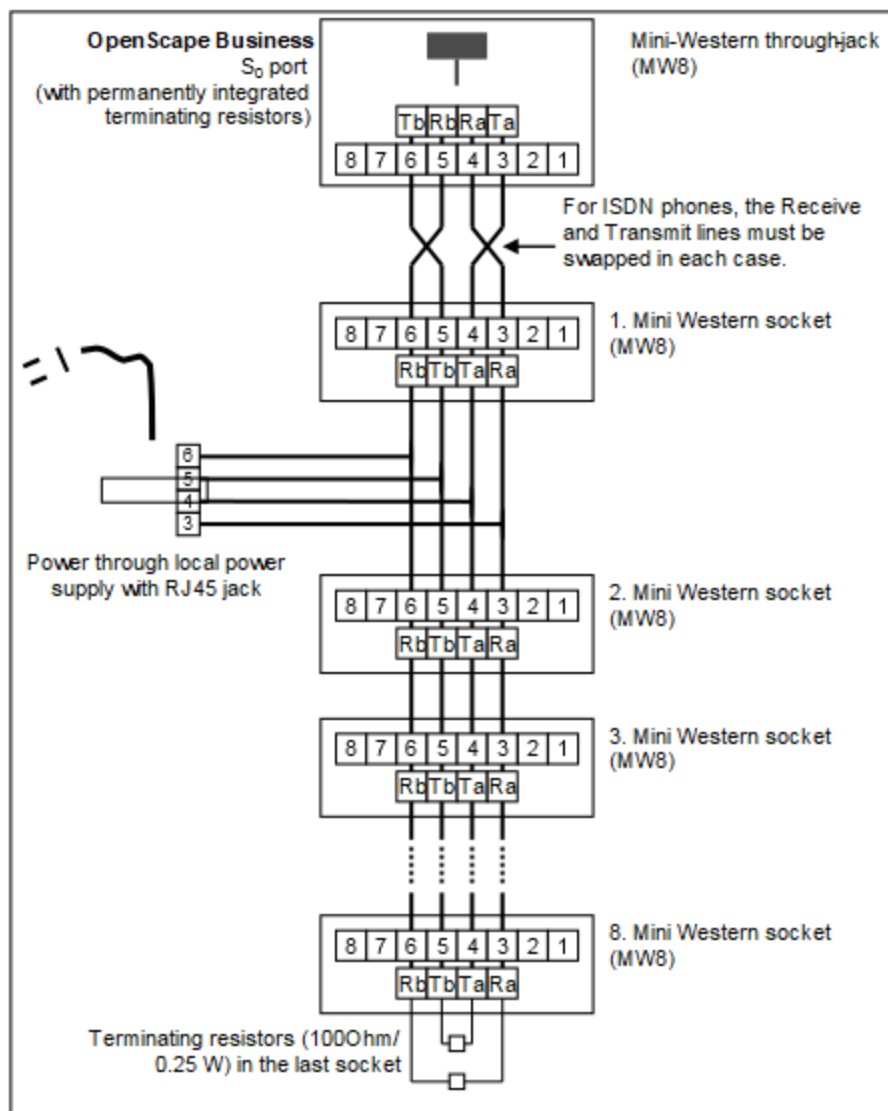 OpenScape Business
S0 port
(with permanently integrated
terminating resistors)
Mini-Western through-jack
(MW8)
Tb Rb Ra Ta
8 7 6 5 4 3 2 1
For ISDN phones, the Receive
and Transmit lines must be
swapped in each case.
8 7 6 5 4 3 2 1
Rb Tb Ta Ra
1. Mini Western socket
(MW8)
6
5
4
3
Power through local power
supply with RJ45 jack
8 7 6 5 4 3 2 1
Rb Tb Ta Ra
2. Mini Western socket
(MW8)
8 7 6 5 4 3 2 1
Rb Tb Ta Ra
3. Mini Western socket
(MW8)
8 7 6 5 4 3 2 1
Rb Tb Ta Ra
8. Mini Western socket
(MW8)
Terminating resistors (100Ohm/
0.25 W) in the last socket